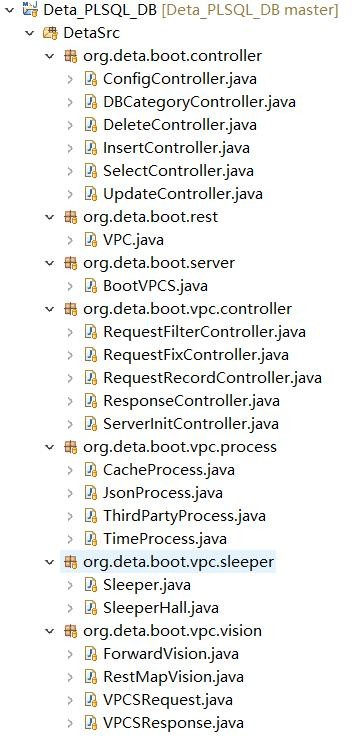 Deta_PLSQL_DB [Deta_PLSQL_DB master]
DetaSrc
org.deta.boot.controller
ConfigController.java
DBCategoryController.java
DeleteController.java
InsertController.java
SelectController.java
UpdateController.java
org.deta.boot.rest
VPC.java
org.deta.boot.server
BootVPCS.java
org.deta.boot.vpc.controller
RequestFilterController.java
RequestFixController.java
RequestRecordController.java
ResponseController.java
ServerInitController.java
org.deta.boot.vpc.process
CacheProcess.java
JsonProcess.java
ThirdPartyProcess.java
TimeProcess.java
org.deta.boot.vpc.sleeper
Sleeper.java
SleeperHall.java
org.deta.boot.vpc.vision
ForwardVision.java
RestMapVision.java
VPCSRequest.java
VPCSResponse.java